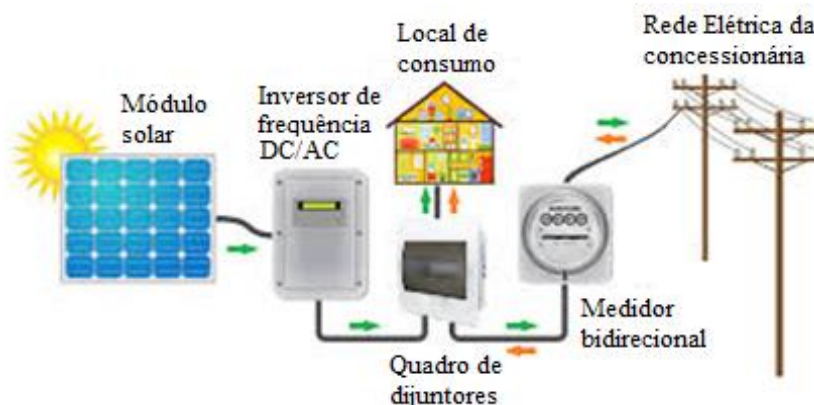 Módulo
solar
Inversor de
frequência
DC/AC
Local de
consumo
Rede Elétrica da
concessionária
Quadro de
dijuntores
Medidor
bidirecional